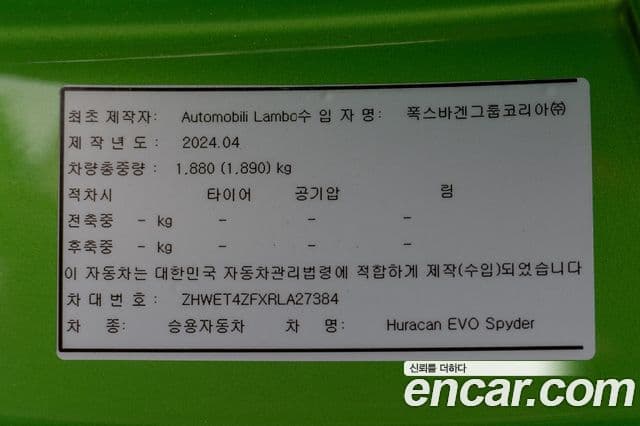 최초 제작자: Automobili Lambo수 입 자 명: 폭스바겐그룹코리아㈜
제 작 년 도 : 2024.04
차량총중량 : 1,880 (1,890) kg
적차시 타이어 공기압 림
전축중 - kg - - -
후축중 - kg - - -
이 자동차는 대한민국 자동차관리법령에 적합하게 제작(수입)되었습니다
차 대 번 호 : ZHWET4ZFXRLA27384
차 종: 승용자동차 차 명: Huracan EVO Spyder
신뢰를 더하다
encar.com